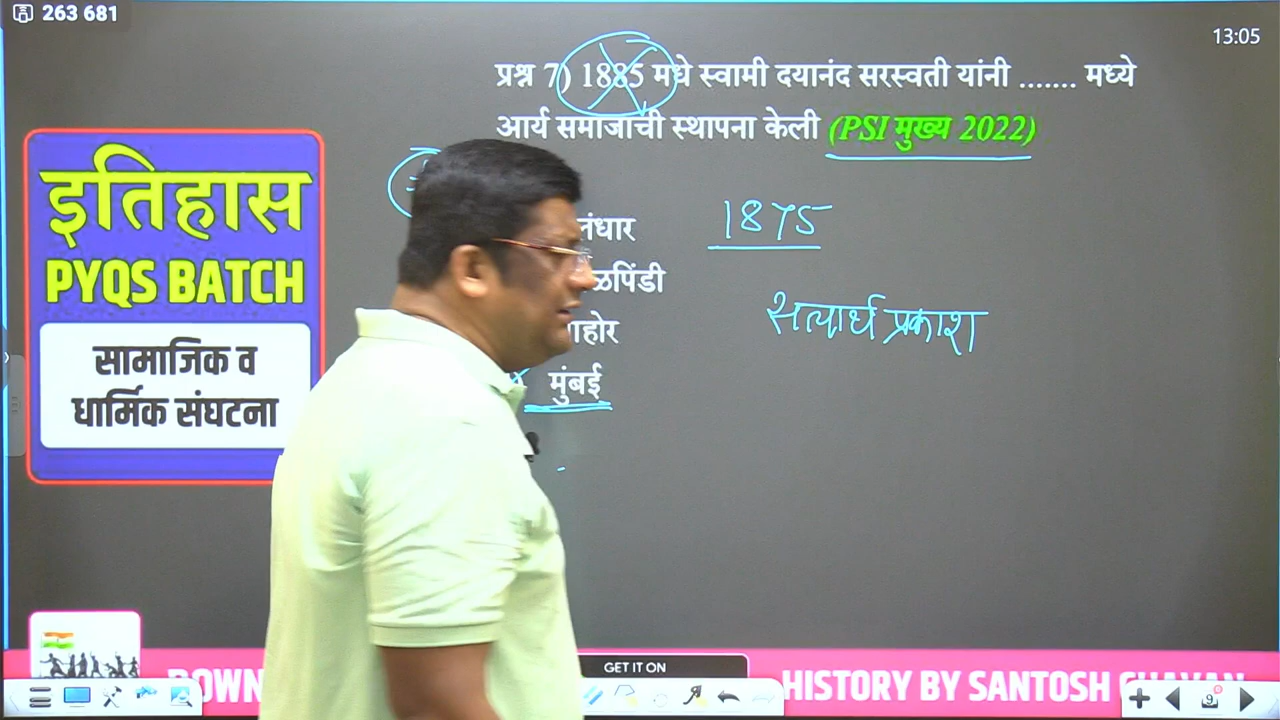 263 681
13:05
प्रश्न 7) 1885 मधे स्वामी दयानंद सरस्वती यांनी ....... मध्ये
आर्य समाजाची स्थापना केली (PSI मुख्य 2022)
इतिहास
PYQS BATCH
सामाजिक व
धार्मिक संघटना
1875
सत्यार्थ प्रकाश
मुंबई
GET IT ON
HISTORY BY SANTOSH
9